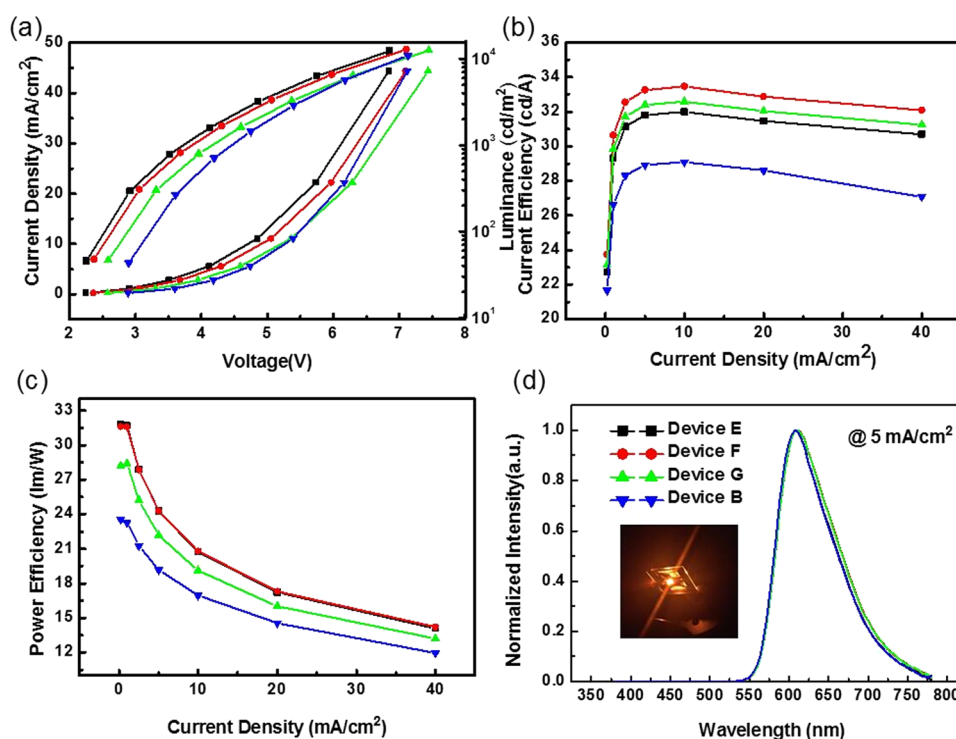 (a)
50
40
30
20
10
0
Current Density (mA/cm²)
2 3 4 5 6 7 8
Voltage(V)
10⁴
10³
10²
10¹
Luminance (cd/m²)
(b)
36
34
32
30
28
26
24
22
20
Current Efficiency (cd/A)
0 10 20 30 40
Current Density (mA/cm²)
(c)
33
30
27
24
21
18
15
12
Power Efficiency (lm/W)
0 10 20 30 40
Current Density (mA/cm²)
(d)
1.0
0.8
0.6
0.4
0.2
0.0
Normalized Intensity(a.u.)
Device E
Device F
Device G
Device B
@ 5 mA/cm²
350 400 450 500 550 600 650 700 750 800
Wavelength (nm)